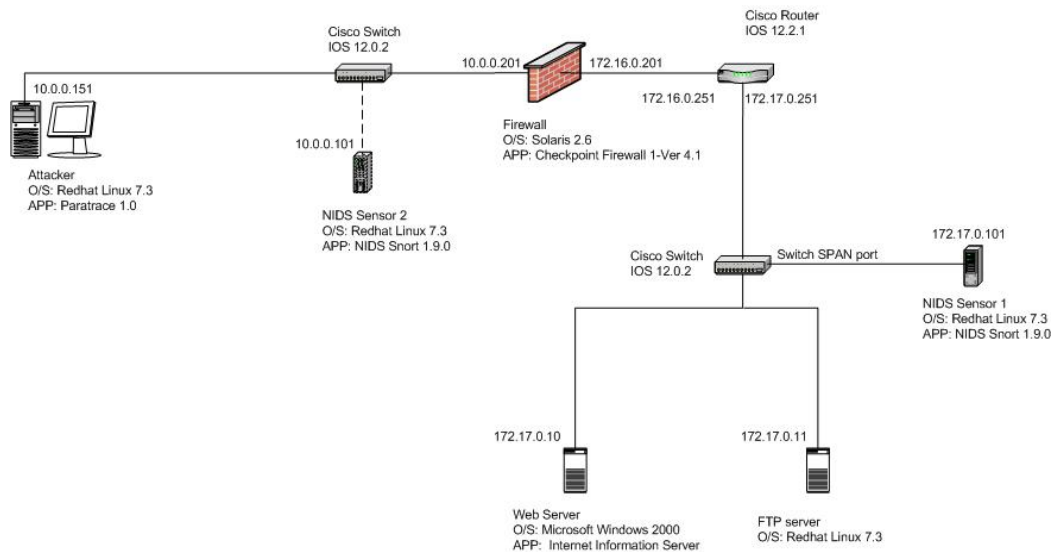 Cisco Router
IOS 12.2.1
Cisco Switch
IOS 12.0.2
10.0.0.201
172.16.0.201
10.0.0.151
172.16.0.251
172.17.0.251
Firewall
O/S: Solaris 2.6
APP: Checkpoint Firewall 1-Ver 4.1
10.0.0.101
Attacker
O/S: Redhat Linux 7.3
APP: Paratrace 1.0
NIDS Sensor 2
O/S: Redhat Linux 7.3
APP: NIDS Snort 1.9.0
172.17.0.101
Cisco Switch
IOS 12.0.2
Switch SPAN port
NIDS Sensor 1
O/S: Redhat Linux 7.3
APP: NIDS Snort 1.9.0
172.17.0.10
172.17.0.11
Web Server
O/S: Microsoft Windows 2000
APP: Internet Information Server
FTP server
O/S: Redhat Linux 7.3